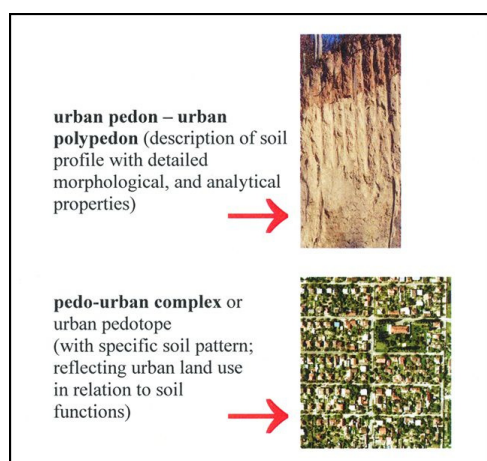 urban pedon – urban
polypedon (description of soil
profile with detailed
morphological, and analytical
properties)
pedo-urban complex or
urban pedotope
(with specific soil pattern;
reflecting urban land use
in relation to soil
functions)